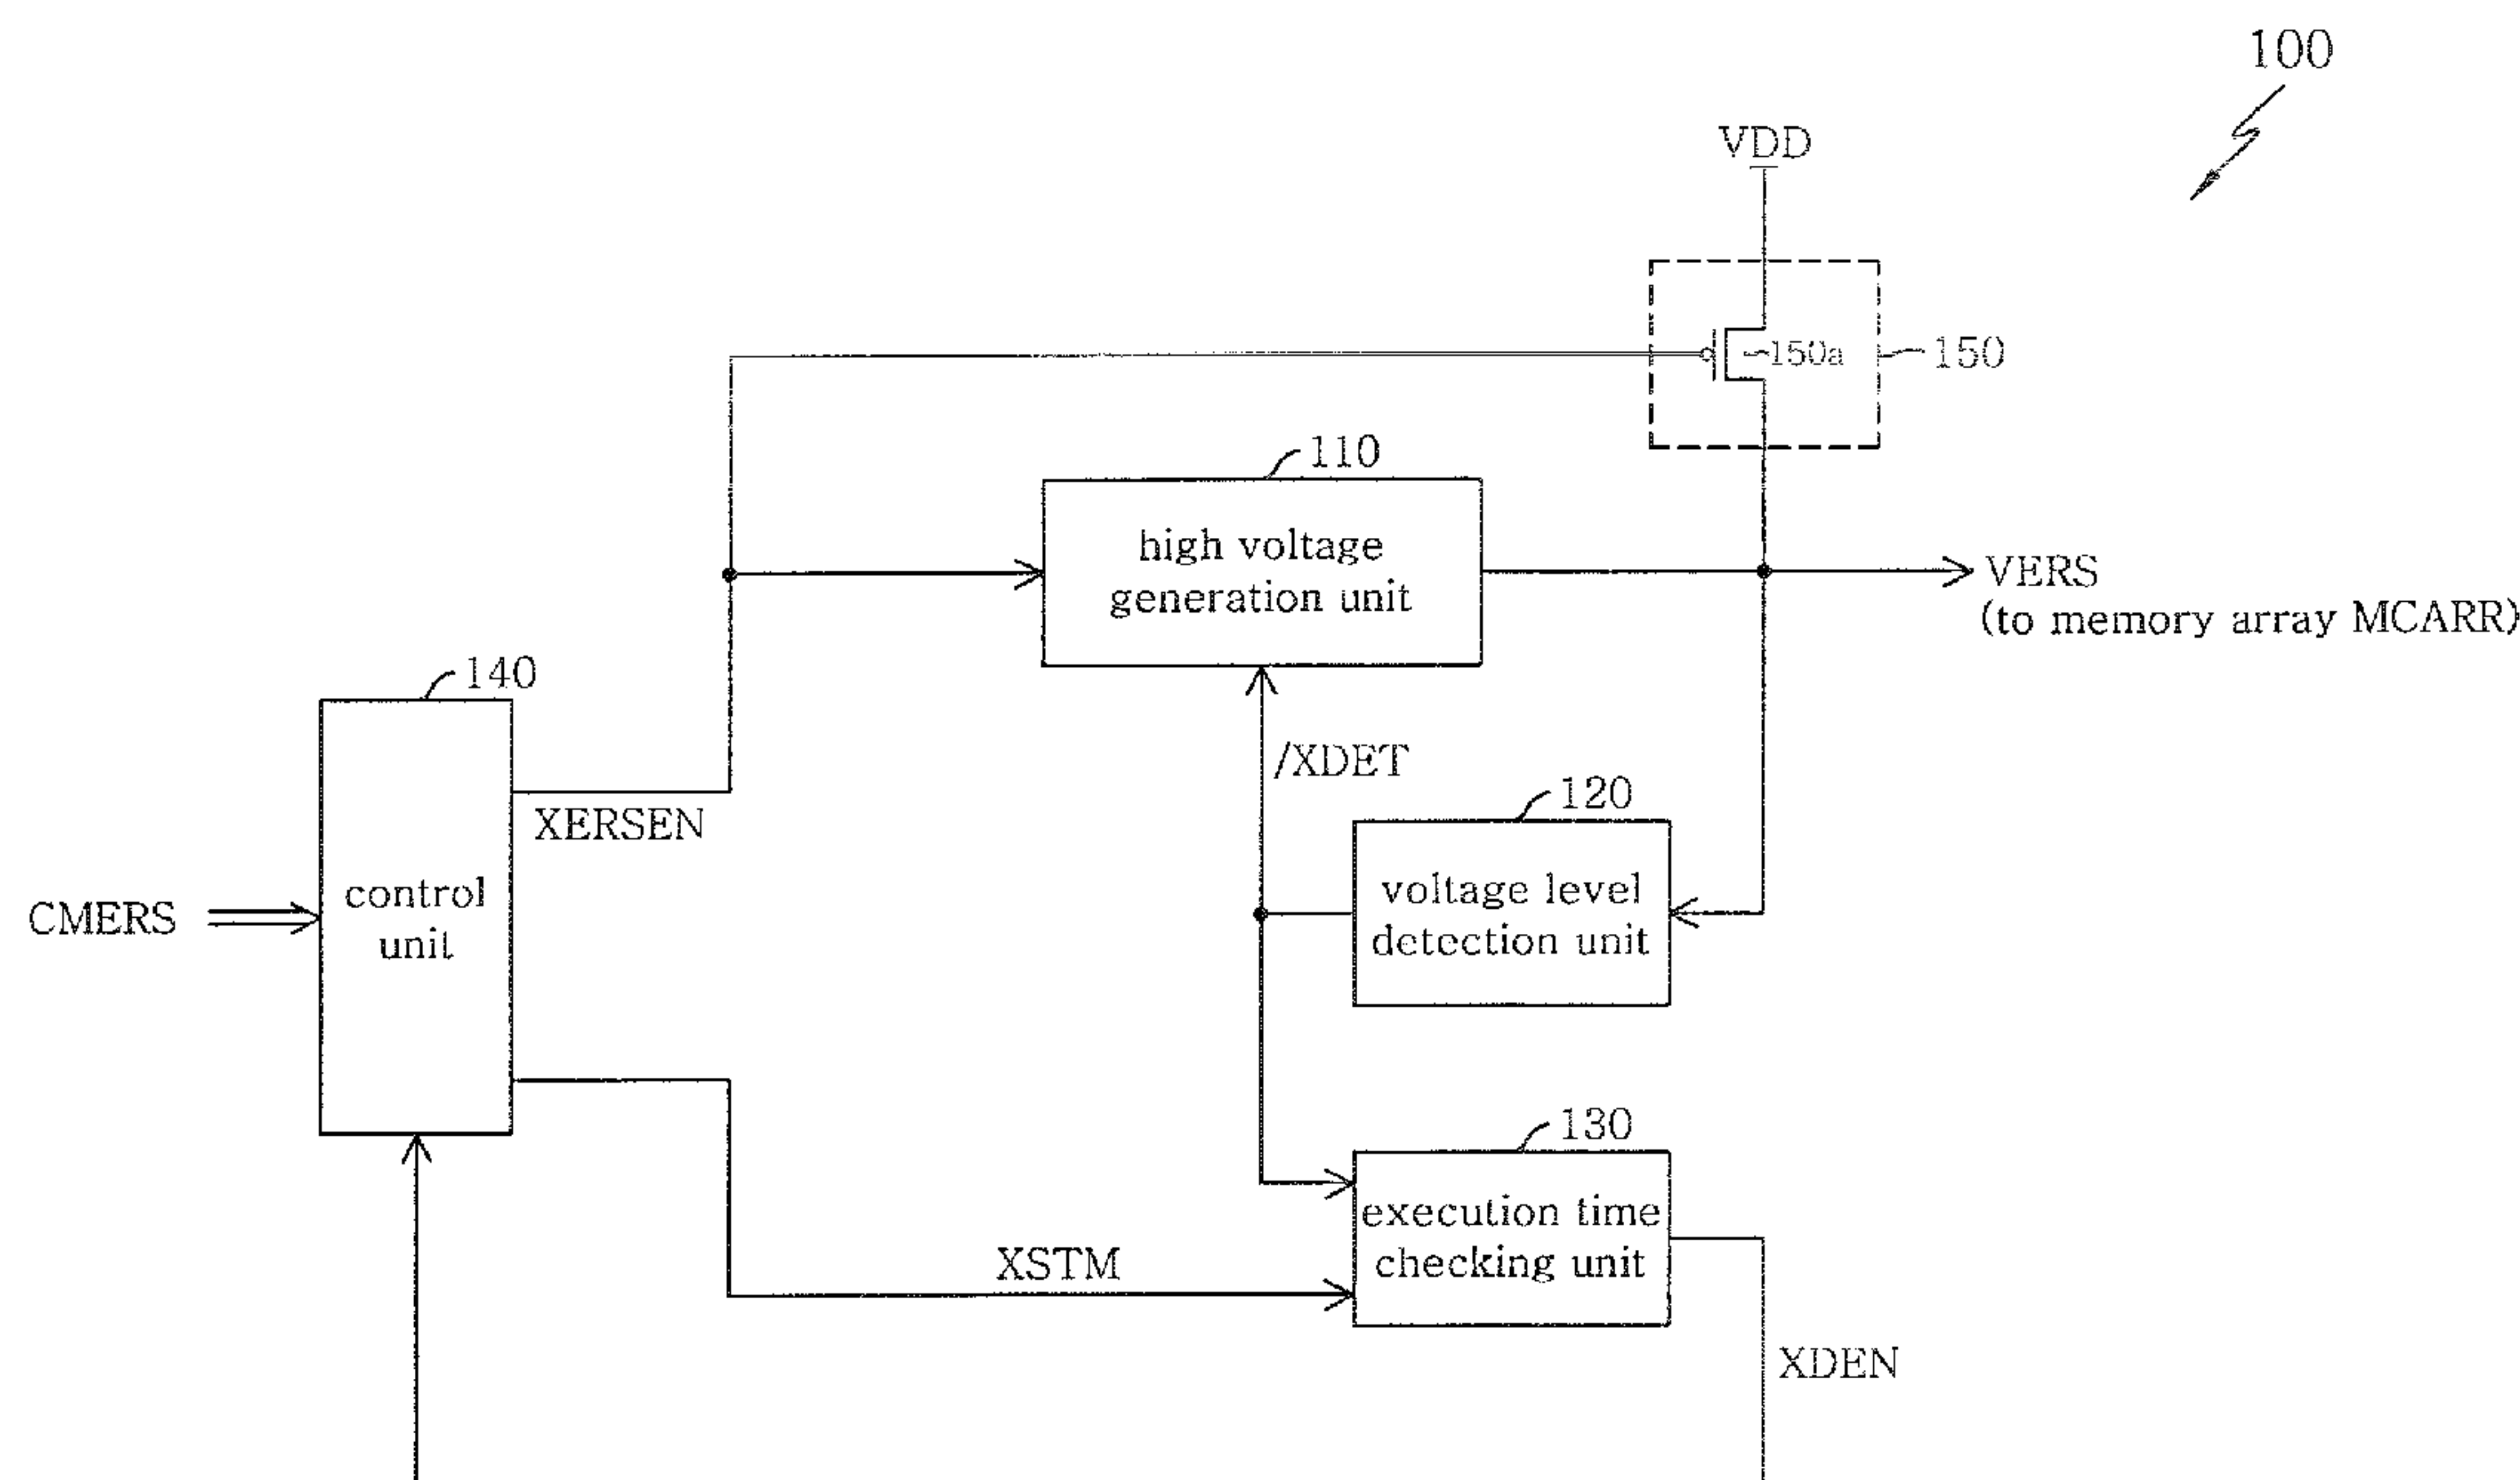 100
VDD
150a
150
110
high voltage
generation unit
VERS
(to memory array MCARR)
140
/XDET
120
XERSEN
control
unit
CMERS
voltage level
detection unit
130
execution time
checking unit
XSTM
XDEN